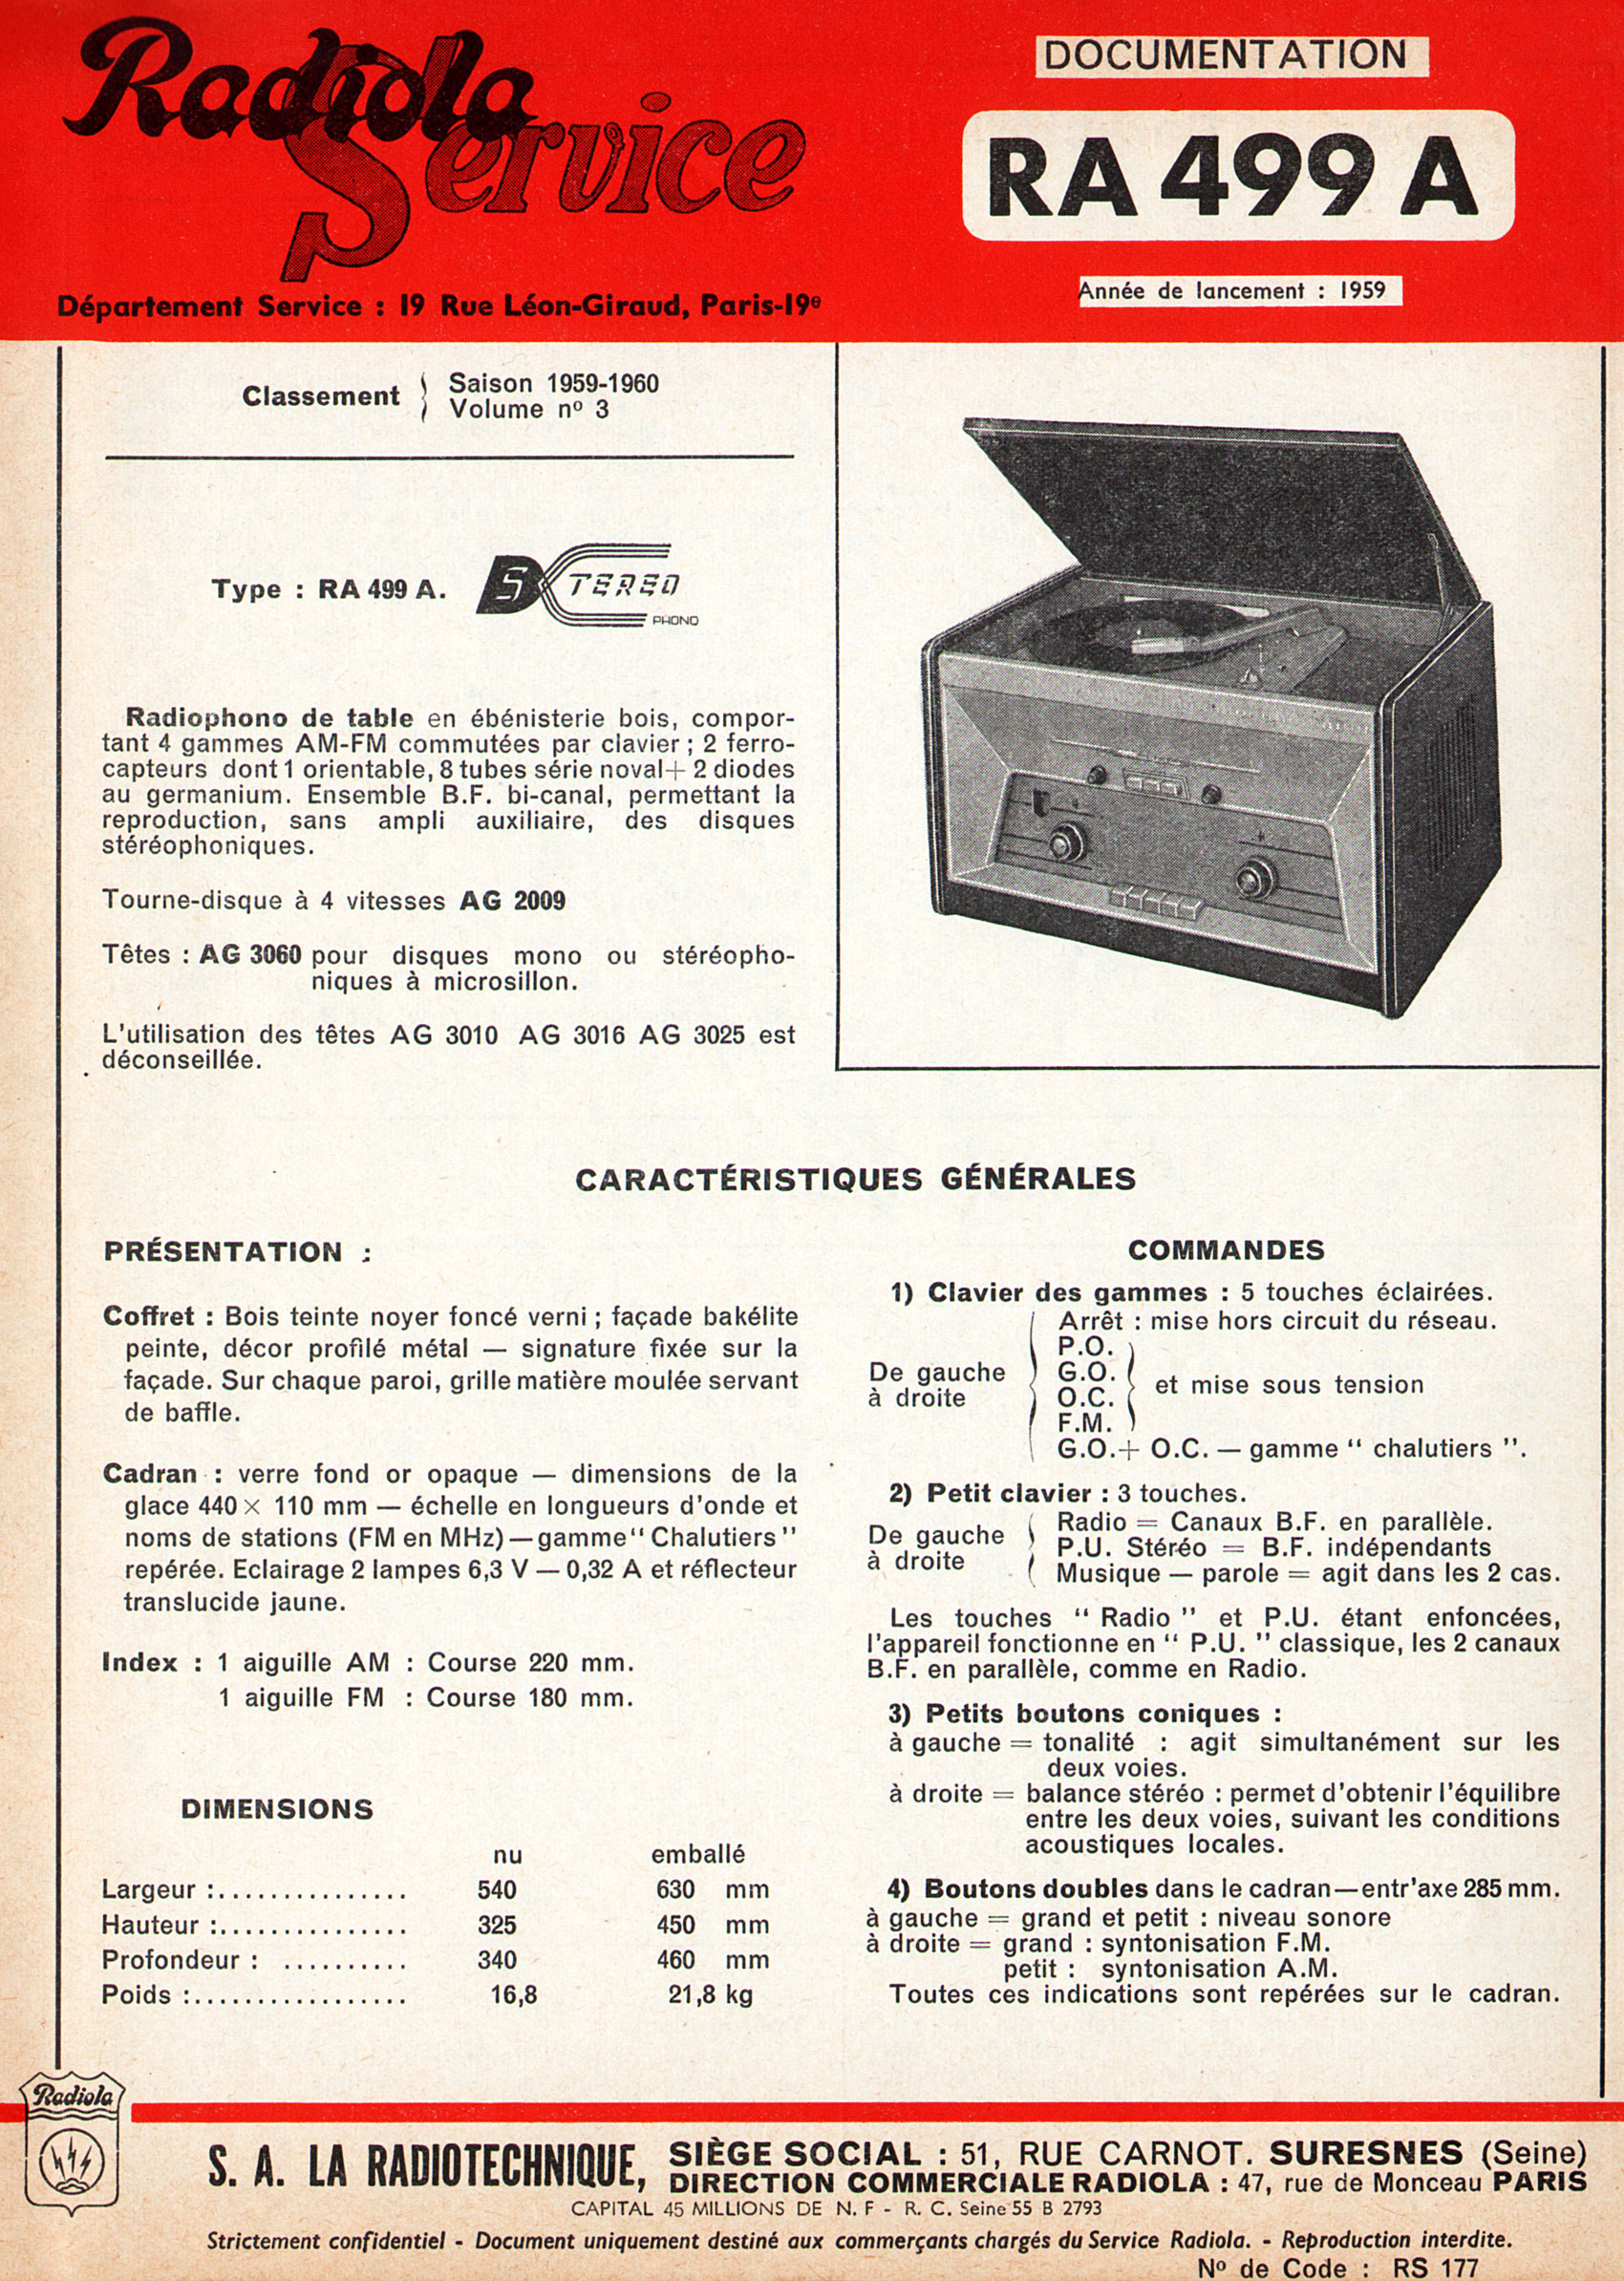 Radiola
Service
Département Service : 19 Rue Léon-Giraud, Paris-19e
DOCUMENTATION
RA 499 A
Année de lancement : 1959
Classement
Saison 1959-1960
Volume nº 3
Type : RA 499 A.
STEREO
PHONO
Radiophono de table en ébénisterie bois, compor-
tant 4 gammes AM-FM commutées par clavier ; 2 ferro-
capteurs dont 1 orientable, 8 tubes série noval + 2 diodes
au germanium. Ensemble B.F. bi-canal, permettant la
reproduction, sans ampli auxiliaire, des disques
stéréophoniques.
Tourne-disque à 4 vitesses AG 2009
Têtes : AG 3060 pour disques mono ou stéréopho-
niques à microsillon.
L'utilisation des têtes AG 3010 AG 3016 AG 3025 est
déconseillée.
CARACTÉRISTIQUES GÉNÉRALES
PRÉSENTATION :
Coffret : Bois teinte noyer foncé verni ; façade bakélite
peinte, décor profilé métal — signature fixée sur la
façade. Sur chaque paroi, grille matière moulée servant
de baffle.
Cadran : verre fond or opaque — dimensions de la
glace 440 × 110 mm — échelle en longueurs d'onde et
noms de stations (FM en MHz) — gamme “ Chalutiers ”
repérée. Eclairage 2 lampes 6,3 V — 0,32 A et réflecteur
translucide jaune.
Index : 1 aiguille AM : Course 220 mm.
1 aiguille FM : Course 180 mm.
DIMENSIONS
nu emballé
Largeur :............... 540 630 mm
Hauteur :............... 325 450 mm
Profondeur : .......... 340 460 mm
Poids :................. 16,8 21,8 kg
COMMANDES
1) Clavier des gammes : 5 touches éclairées.
De gauche
à droite
Arrêt : mise hors circuit du réseau.
P.O.
G.O.
O.C.
F.M.
et mise sous tension
G.O.+ O.C. — gamme “ chalutiers ”.
2) Petit clavier : 3 touches.
De gauche
à droite
Radio = Canaux B.F. en parallèle.
P.U. Stéréo = B.F. indépendants
Musique — parole = agit dans les 2 cas.
Les touches “ Radio ” et P.U. étant enfoncées,
l'appareil fonctionne en “ P.U. ” classique, les 2 canaux
B.F. en parallèle, comme en Radio.
3) Petits boutons coniques :
à gauche = tonalité : agit simultanément sur les
deux voies.
à droite = balance stéréo : permet d'obtenir l'équilibre
entre les deux voies, suivant les conditions
acoustiques locales.
4) Boutons doubles dans le cadran — entr'axe 285 mm.
à gauche = grand et petit : niveau sonore
à droite = grand : syntonisation F.M.
petit : syntonisation A.M.
Toutes ces indications sont repérées sur le cadran.
Radiola
S. A. LA RADIOTECHNIQUE,
SIÈGE SOCIAL : 51, RUE CARNOT. SURESNES (Seine)
DIRECTION COMMERCIALE RADIOLA : 47, rue de Monceau PARIS
CAPITAL 45 MILLIONS DE N. F - R. C. Seine 55 B 2793
Strictement confidentiel - Document uniquement destiné aux commerçants chargés du Service Radiola. - Reproduction interdite.
Nº de Code : RS 177